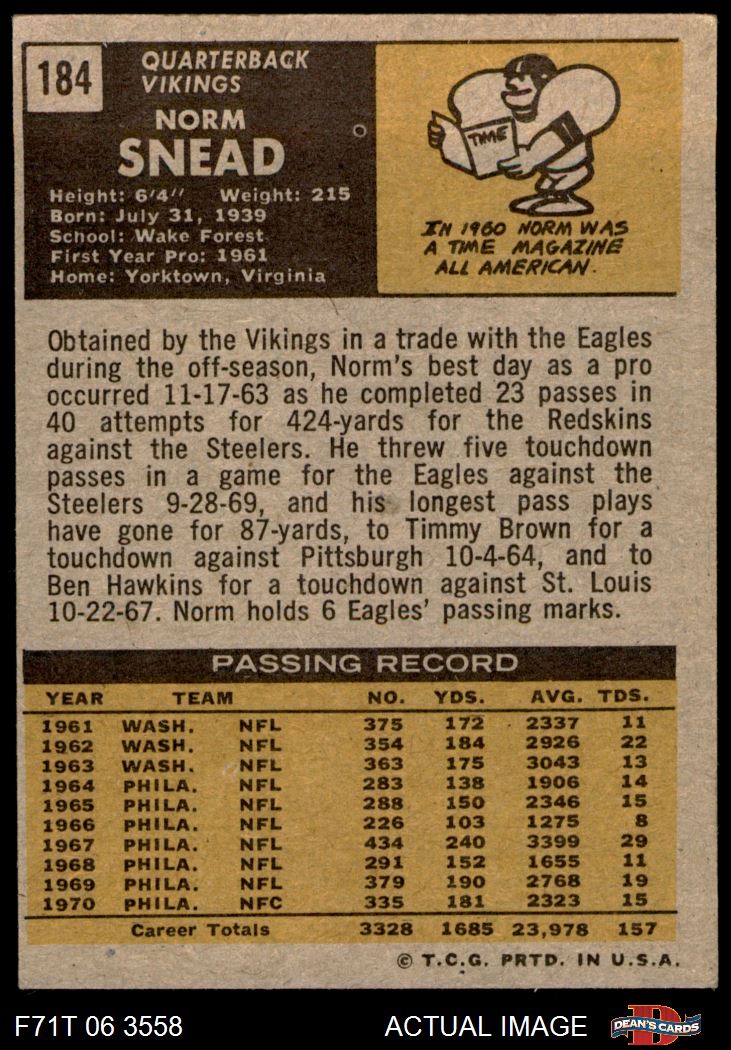 184
QUARTERBACK
VIKINGS
NORM
SNEAD
Height: 6'4" Weight: 215
Born: July 31, 1939
School: Wake Forest
First Year Pro: 1961
Home: Yorktown, Virginia
TIME
IN 1960 NORM WAS
A TIME MAGAZINE
ALL AMERICAN.
Obtained by the Vikings in a trade with the Eagles
during the off-season, Norm's best day as a pro
occurred 11-17-63 as he completed 23 passes in
40 attempts for 424-yards for the Redskins
against the Steelers. He threw five touchdown
passes in a game for the Eagles against the
Steelers 9-28-69, and his longest pass plays
have gone for 87-yards, to Timmy Brown for a
touchdown against Pittsburgh 10-4-64, and to
Ben Hawkins for a touchdown against St. Louis
10-22-67. Norm holds 6 Eagles' passing marks.
PASSING RECORD
YEAR TEAM NO. YDS. AVG. TDS.
1961 WASH. NFL 375 172 2337 11
1962 WASH. NFL 354 184 2926 22
1963 WASH. NFL 363 175 3043 13
1964 PHILA. NFL 283 138 1906 14
1965 PHILA. NFL 288 150 2346 15
1966 PHILA. NFL 226 103 1275 8
1967 PHILA. NFL 434 240 3399 29
1968 PHILA. NFL 291 152 1655 11
1969 PHILA. NFL 379 190 2768 19
1970 PHILA. NFC 335 181 2323 15
Career Totals 3328 1685 23,978 157
© T.C.G. PRTD. IN U.S.A.
F71T 06 3558 ACTUAL IMAGE D DEAN'S CARDS